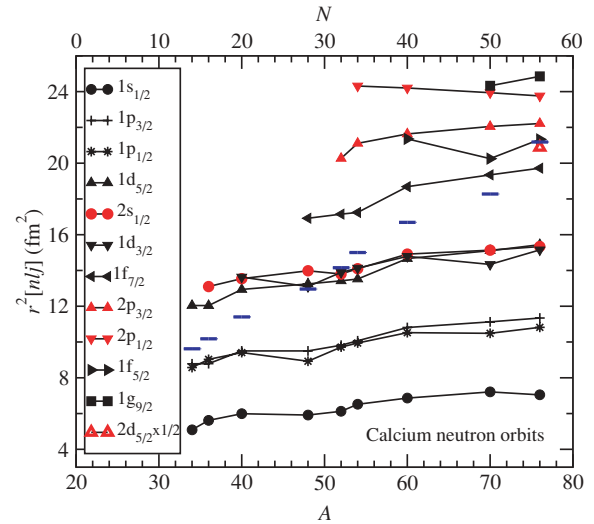 N
0 10 20 30 40 50 60
24
20
16
12
8
4
r²[nlj] (fm²)
1s₁/₂
1p₃/₂
1p₁/₂
1d₅/₂
2s₁/₂
1d₃/₂
1f₇/₂
2p₃/₂
2p₁/₂
1f₅/₂
1g₉/₂
2d₅/₂x1/2
Calcium neutron orbits
20 30 40 50 60 70 80
A